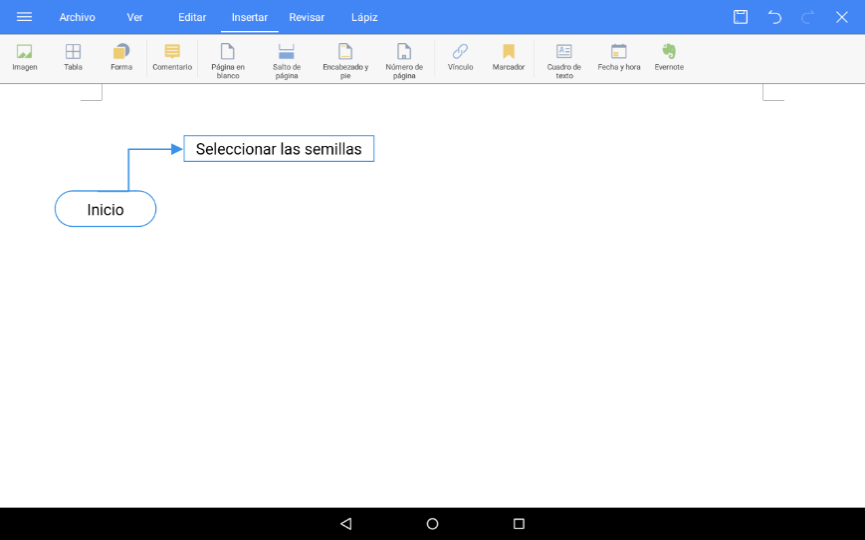 Archivo Ver Editar Insertar Revisar Lápiz
Imagen Tabla Forma Comentario Página en blanco Salto de página Encabezado y pie Número de página Vínculo Marcador Cuadro de texto Fecha y hora Evernote
Seleccionar las semillas
Inicio